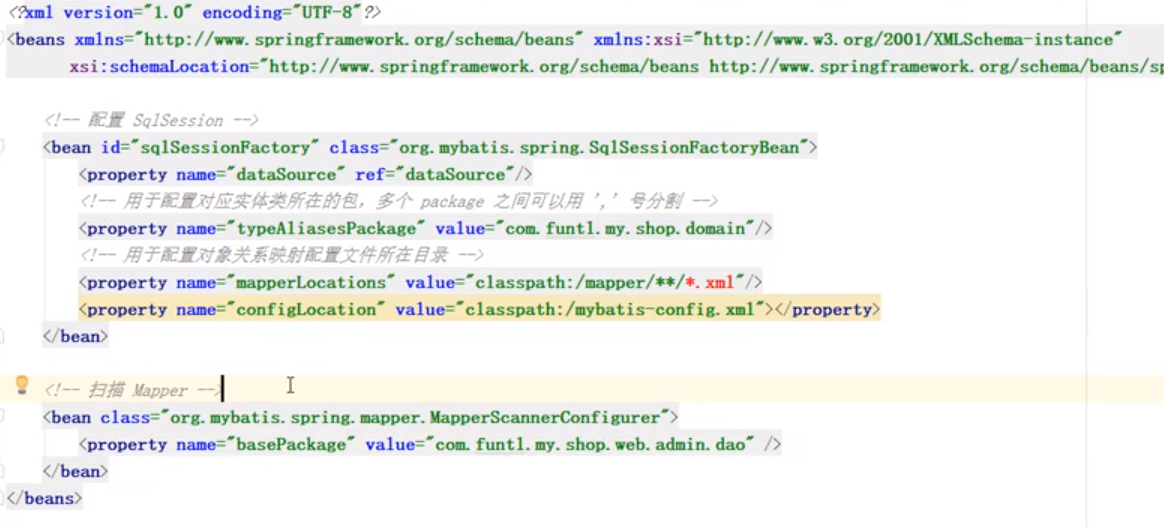 <?xml version="1.0" encoding="UTF-8"?>
<beans xmlns="http://www.springframework.org/schema/beans" xmlns:xsi="http://www.w3.org/2001/XMLSchema-instance"
xsi:schemaLocation="http://www.springframework.org/schema/beans http://www.springframework.org/schema/beans/sp
<!-- 配置 SqlSession -->
<bean id="sqlSessionFactory" class="org.mybatis.spring.SqlSessionFactoryBean">
<property name="dataSource" ref="dataSource"/>
<!-- 用于配置对应实体类所在的包，多个 package 之间可以用 ',' 号分割 -->
<property name="typeAliasesPackage" value="com.funtl.my.shop.domain"/>
<!-- 用于配置对象关系映射配置文件所在目录 -->
<property name="mapperLocations" value="classpath:/mapper/**/*.xml"/>
<property name="configLocation" value="classpath:/mybatis-config.xml"></property>
</bean>
<!-- 扫描 Mapper -->
<bean class="org.mybatis.spring.mapper.MapperScannerConfigurer">
<property name="basePackage" value="com.funtl.my.shop.web.admin.dao" />
</bean>
</beans>